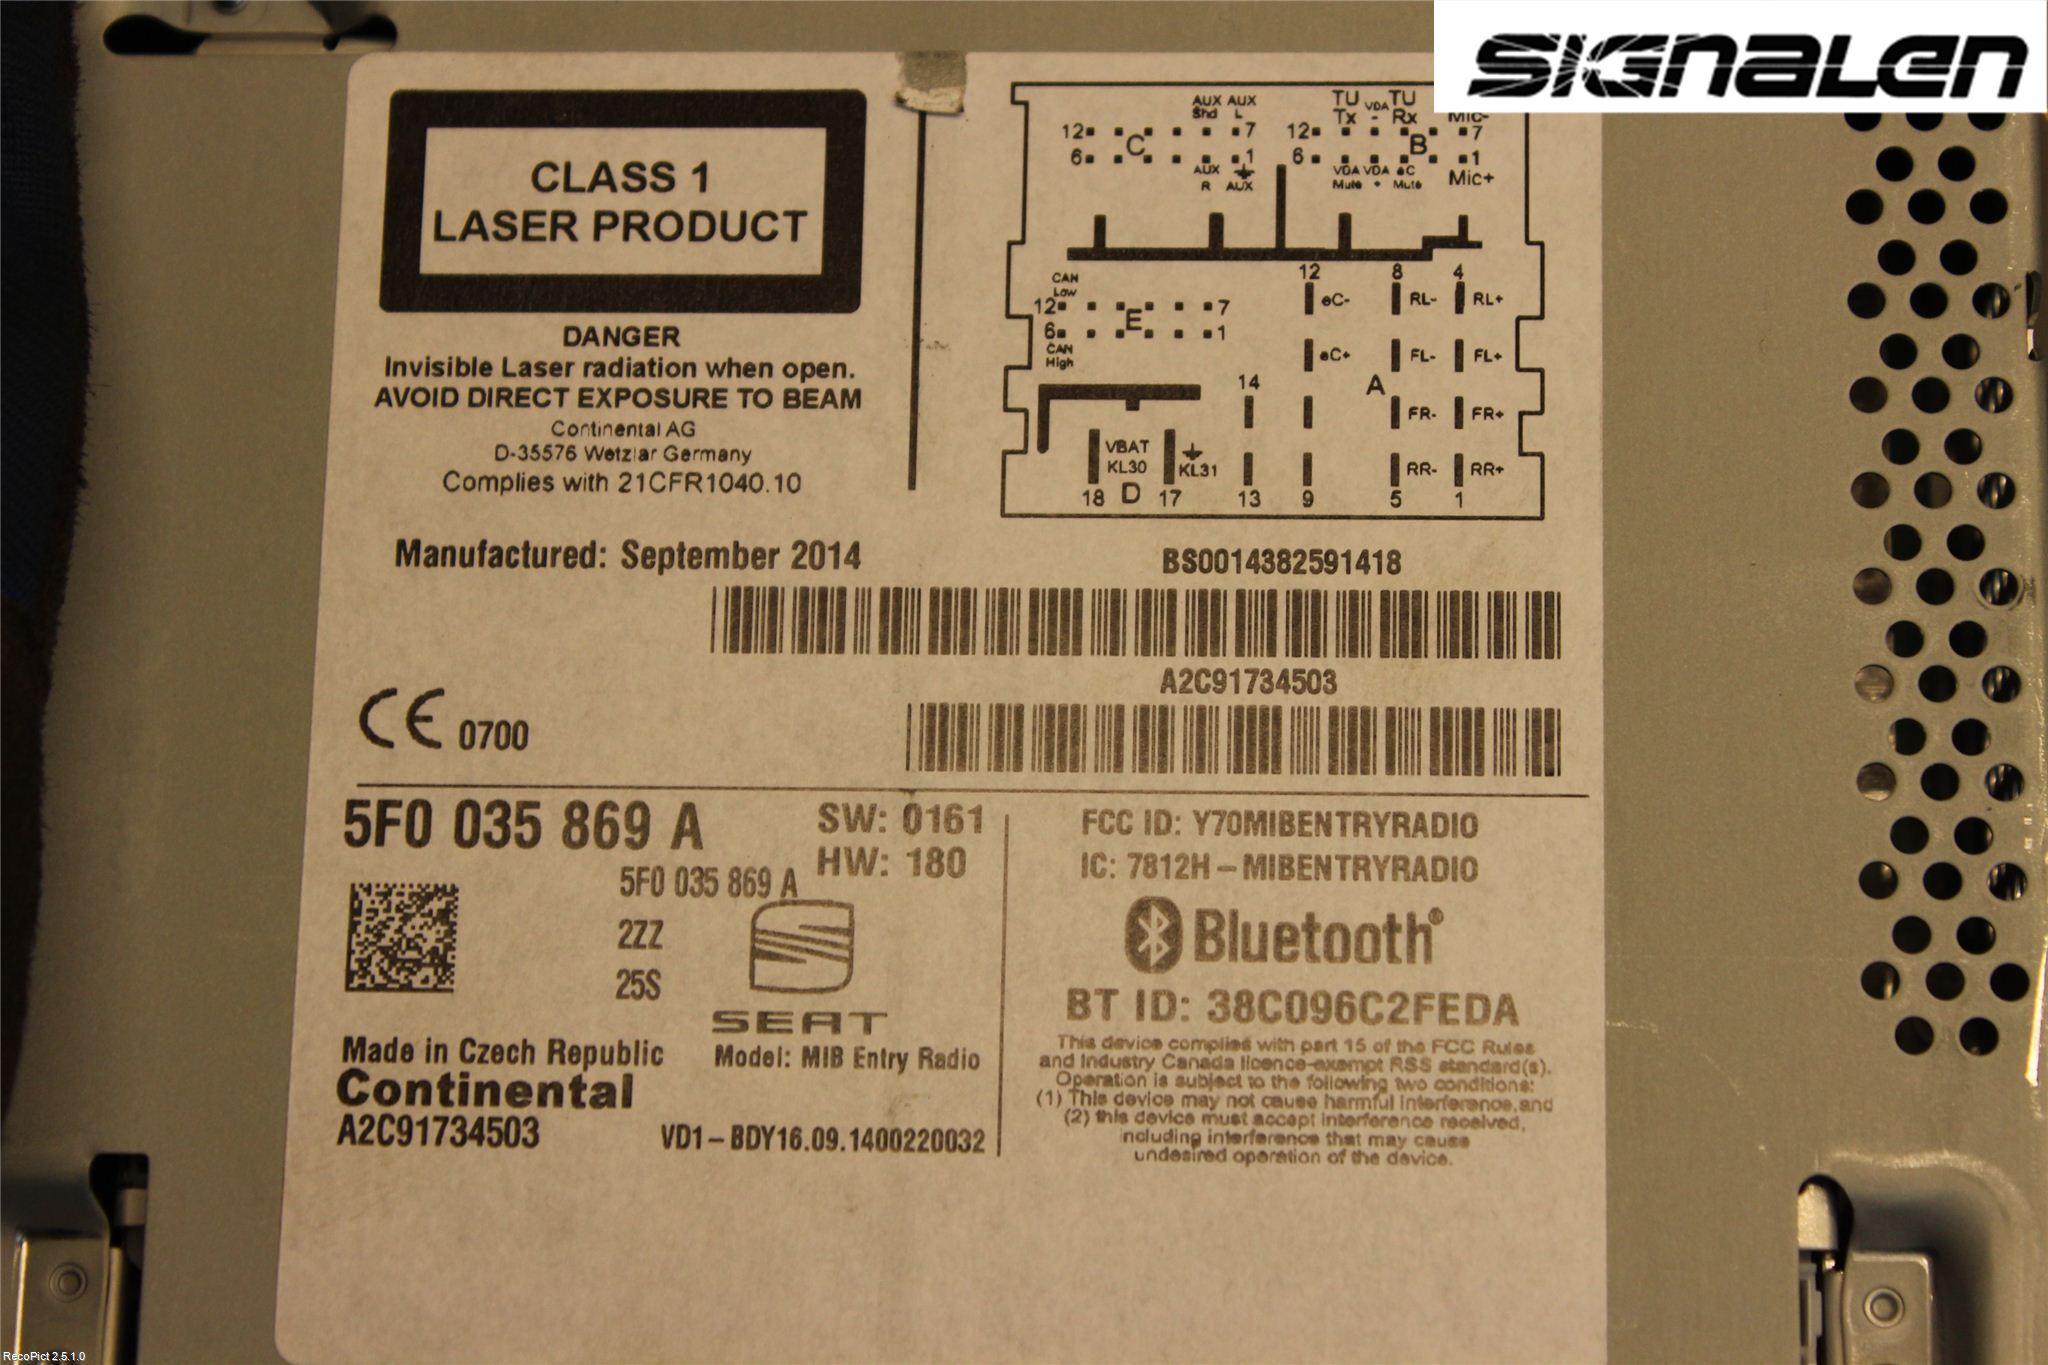 SIGNALEN
CLASS 1
LASER PRODUCT
DANGER
Invisible Laser radiation when open.
AVOID DIRECT EXPOSURE TO BEAM
Continental AG
D-35576 Wetzlar Germany
Complies with 21CFR1040.10
AUX AUX TU VDA TU
Shd L Tx - Rx Mic-
12 7 12 7
C B
6 1 6 1
AUX VDA VDA eC Mic+
R AUX Mute + Mute
CAN 12 8 4
Low eC- RL- RL+
12 7
E
6 1
CAN eC+ FL- FL+
High
14 A
FR- FR+
VBAT
KL30 KL31 RR- RR+
18 D 17 13 9 5 1
Manufactured: September 2014
BS0014382591418
A2C91734503
CE 0700
5F0 035 869 A
SW: 0161
HW: 180
5F0 035 869 A
2ZZ
25S
SEAT
Made in Czech Republic
Model: MIB Entry Radio
Continental
A2C91734503
VD1-BDY16.09.1400220032
FCC ID: Y70MIBENTRYRADIO
IC: 7812H-MIBENTRYRADIO
Bluetooth®
BT ID: 38C096C2FEDA
This device complies with part 15 of the FCC Rules
and Industry Canada licence-exempt RSS standard(s).
Operation is subject to the following two conditions:
(1) This device may not cause harmful interference,and
(2) this device must accept interference received,
including interference that may cause
undesired operation of the device.
RecoPict 2.5.1.0